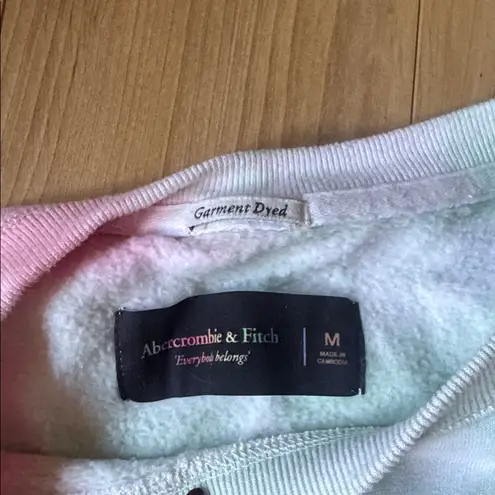 Garment Dyed
Abercrombie & Fitch
'Everybody belongs'
M
MADE IN
CAMBODIA